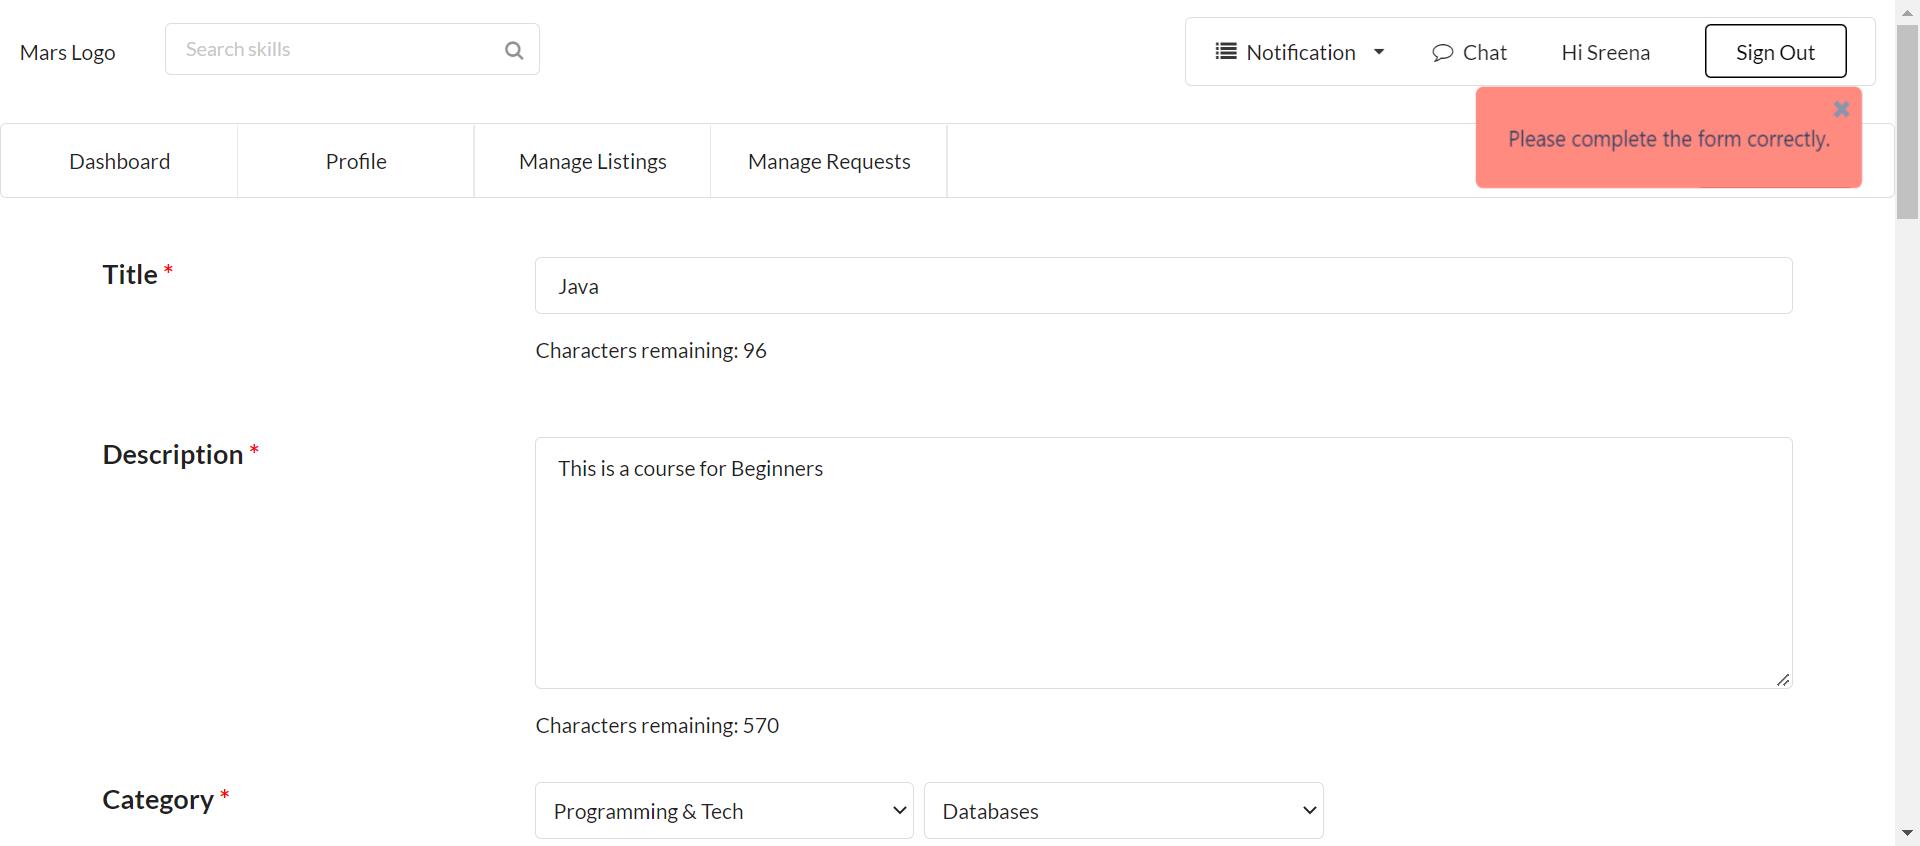 Mars Logo
Search skills
Notification
Chat
Hi Sreena
Sign Out
Please complete the form correctly.
Dashboard
Profile
Manage Listings
Manage Requests
Title *
Java
Characters remaining: 96
Description *
This is a course for Beginners
Characters remaining: 570
Category *
Programming & Tech
Databases